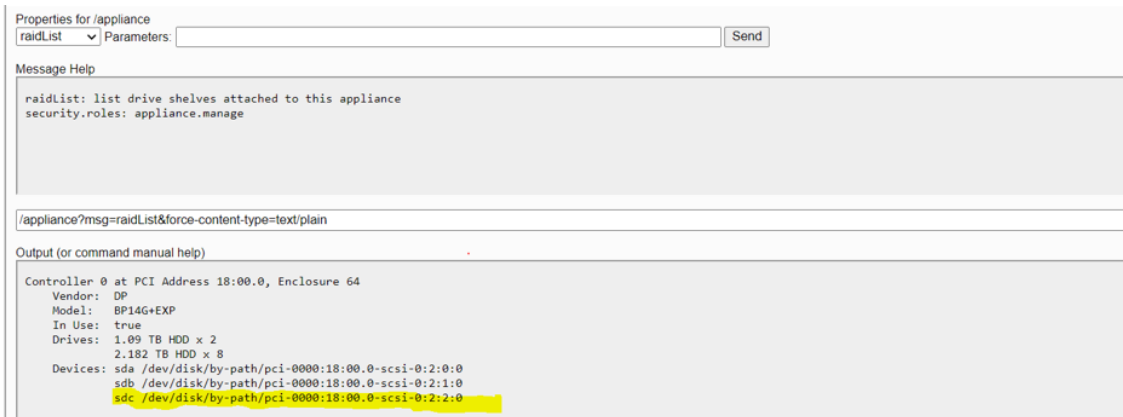 Properties for /appliance
raidList Parameters: Send
Message Help
raidList: list drive shelves attached to this appliance
security.roles: appliance.manage
/appliance?msg=raidList&force-content-type=text/plain
Output (or command manual help)
Controller 0 at PCI Address 18:00.0, Enclosure 64
Vendor: DP
Model: BP14G+EXP
In Use: true
Drives: 1.09 TB HDD x 2
2.182 TB HDD x 8
Devices: sda /dev/disk/by-path/pci-0000:18:00.0-scsi-0:2:0:0
sdb /dev/disk/by-path/pci-0000:18:00.0-scsi-0:2:1:0
sdc /dev/disk/by-path/pci-0000:18:00.0-scsi-0:2:2:0